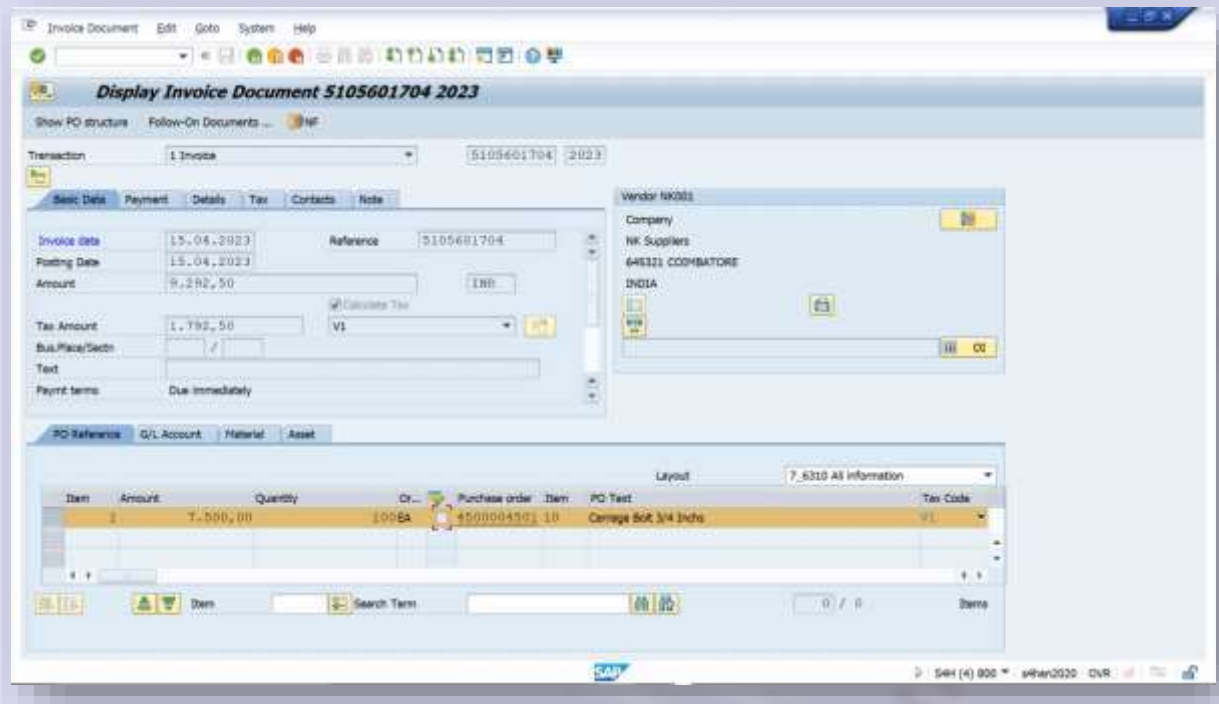 Invoice Document Edit Goto System Help
Display Invoice Document 5105601704 2023
Show PO structure Follow-On Documents ... NF
Transaction 1 Invoice 5105601704 2023
Basic Data Payment Details Tax Contacts Note
Vendor NK001
Company
Invoice date 15.04.2023 Reference 5105601704
NK Suppliers
Posting Date 15.04.2023
645321 COIMBATORE
Amount 9.292,50 INR
INDIA
Calculate Tax
Tax Amount 1.792,50 V1
Bus.Place/Sectn /
OI
Text
Paymt terms Due immediately
PO Reference G/L Account Material Asset
Layout 7_6310 All information
Item Amount Quantity Or... Purchase order Item PO Text Tax Code
1 7.500,00 100 EA 4500004501 10 Carriage Bolt 3/4 Inchs V1
Item Search Term 0 / 0 Items
SAP
S4H (4) 800 s4han2020 OVR